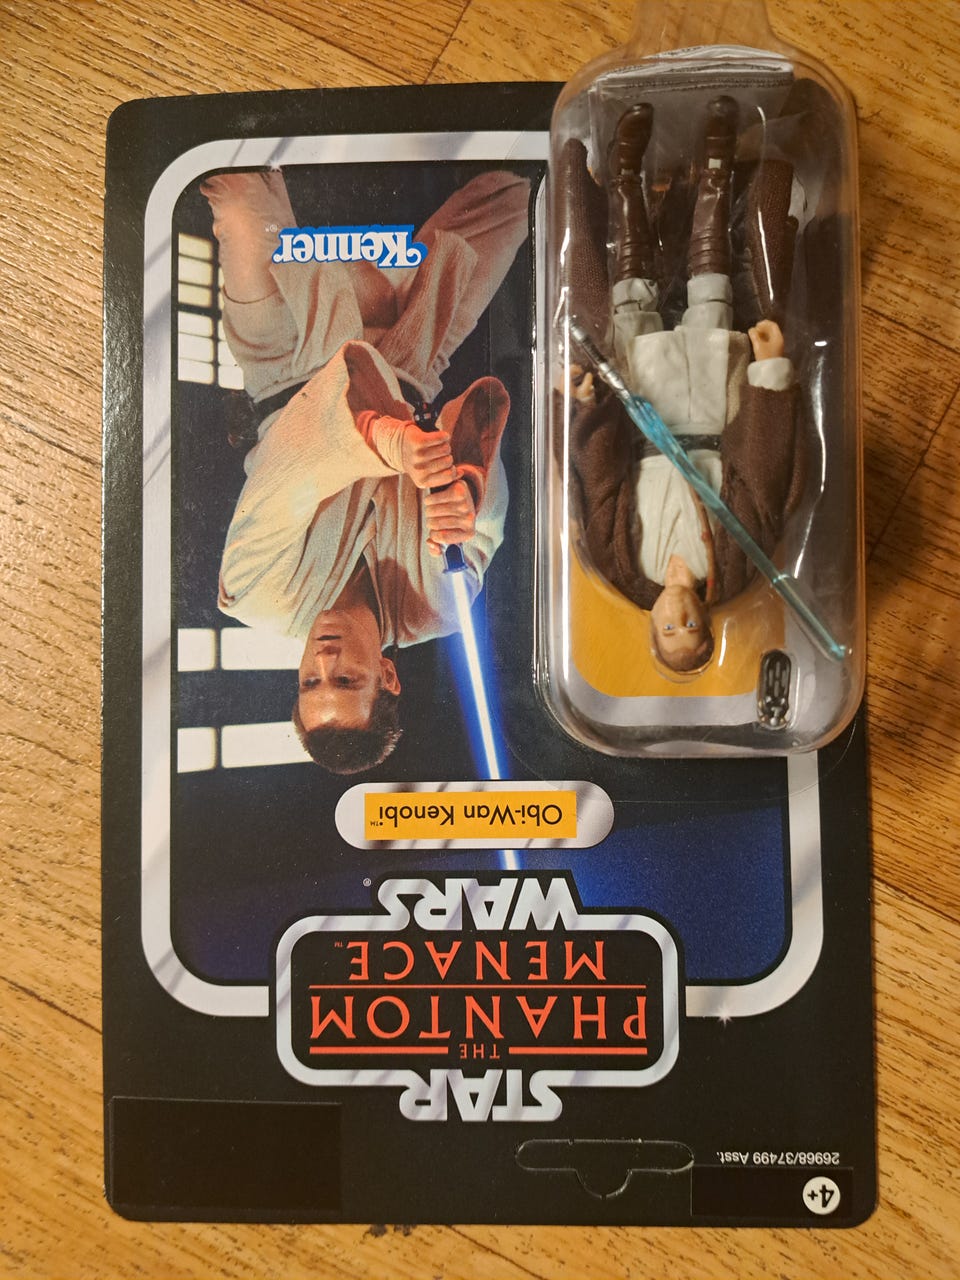 4+
26968/37499 Asst.
STAR
THE
PHANTOM
MENACE™
WARS®
Obi-Wan Kenobi™
Kenner®